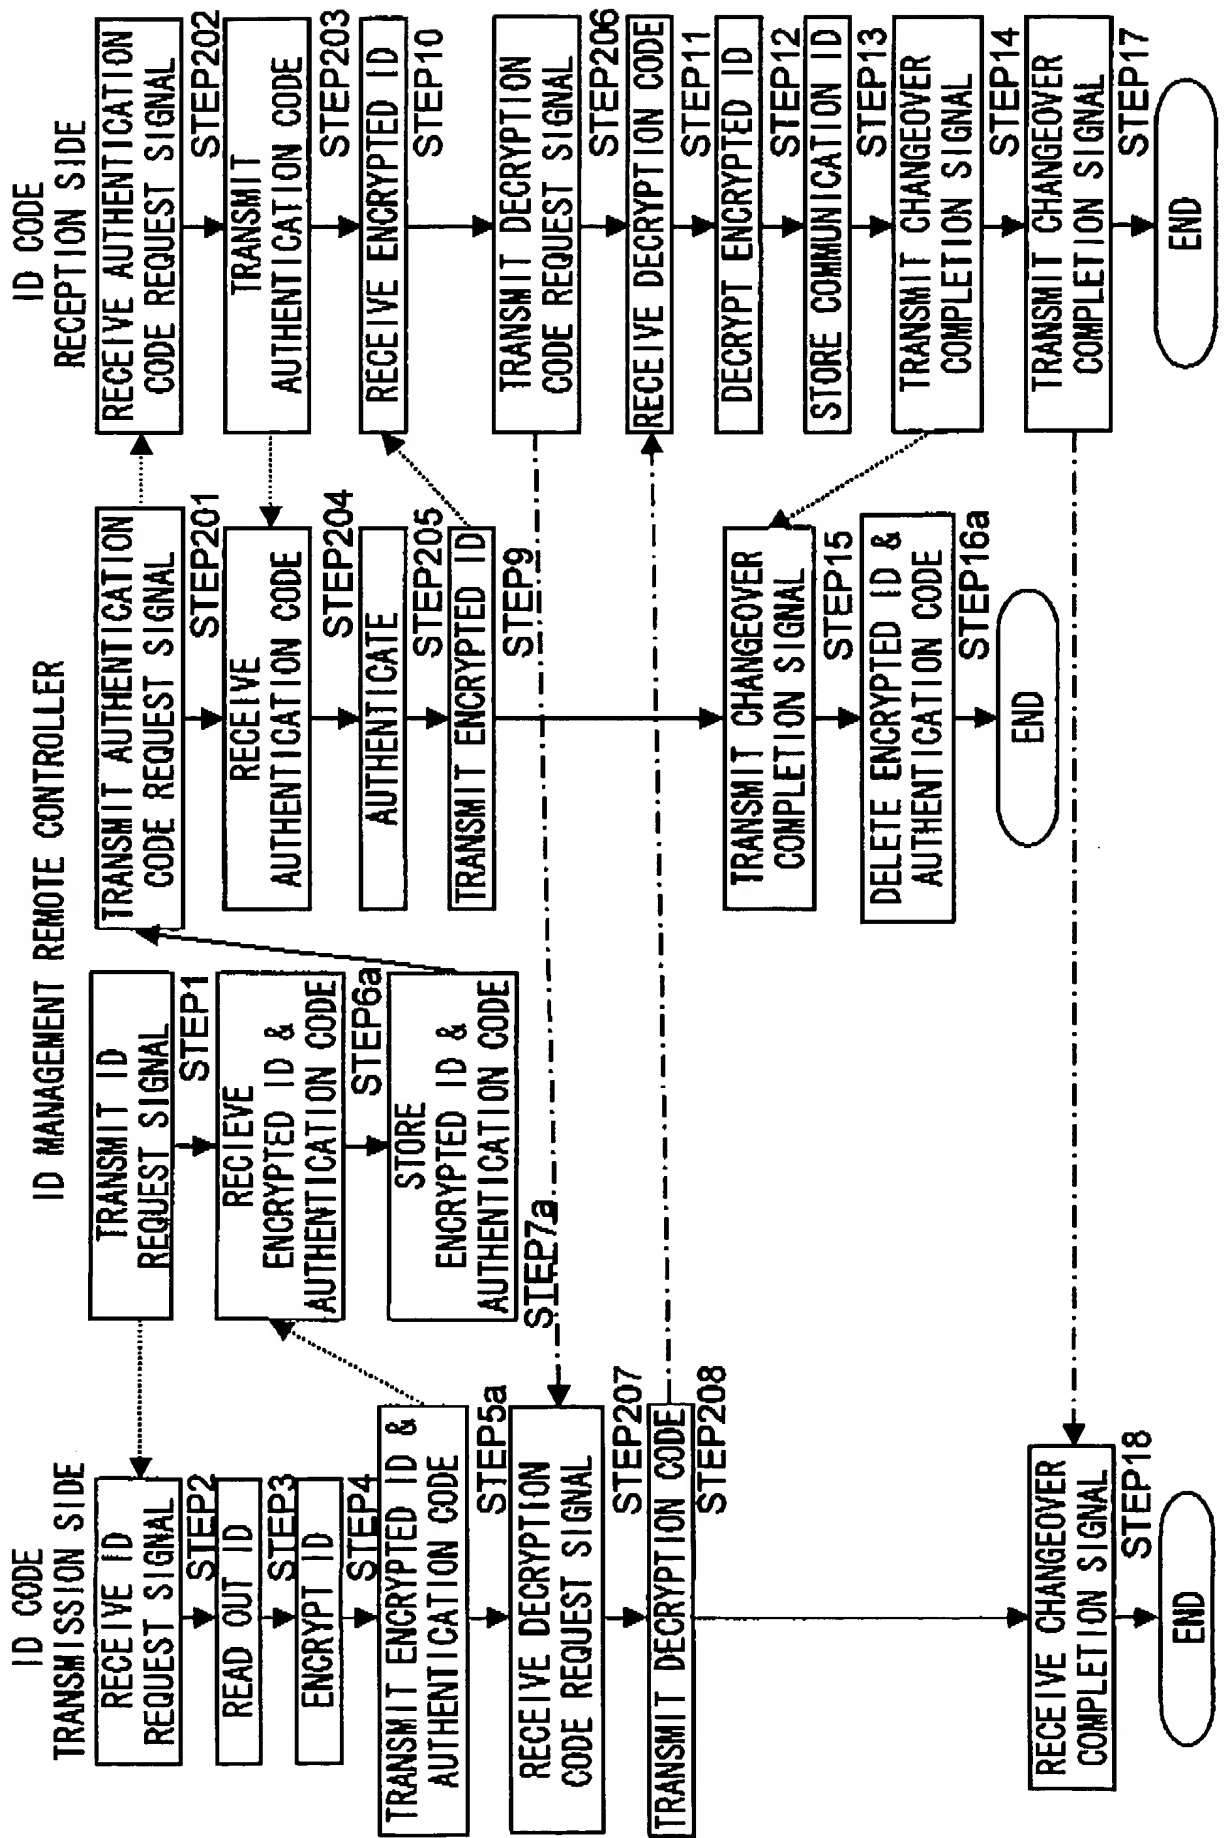 ID CODE
TRANSMISSION SIDE
RECEIVE ID
REQUEST SIGNAL
STEP2
READ OUT ID
STEP3
ENCRYPT ID
STEP4
TRANSMIT ENCRYPTED ID &
AUTHENTICATION CODE
STEP5a
RECEIVE DECRYPTION
CODE REQUEST SIGNAL
STEP207
TRANSMIT DECRYPTION CODE
STEP208
RECEIVE CHANGEOVER
COMPLETION SIGNAL
STEP18
END
ID MANAGEMENT REMOTE CONTROLLER
TRANSMIT ID
REQUEST SIGNAL
STEP1
RECIEVE
ENCRYPTED ID &
AUTHENTICATION CODE
STEP6a
STORE
ENCRYPTED ID &
AUTHENTICATION CODE
STEP7a
TRANSMIT AUTHENTICATION
CODE REQUEST SIGNAL
STEP201
RECEIVE
AUTHENTICATION CODE
STEP204
AUTHENTICATE
STEP205
TRANSMIT ENCRYPTED ID
STEP9
TRANSMIT CHANGEOVER
COMPLETION SIGNAL
STEP15
DELETE ENCRYPTED ID &
AUTHENTICATION CODE
STEP16a
END
ID CODE
RECEPTION SIDE
RECEIVE AUTHENTICATION
CODE REQUEST SIGNAL
STEP202
TRANSMIT
AUTHENTICATION CODE
STEP203
RECEIVE ENCRYPTED ID
STEP10
TRANSMIT DECRYPTION
CODE REQUEST SIGNAL
STEP206
RECEIVE DECRYPTION CODE
STEP11
DECRYPT ENCRYPTED ID
STEP12
STORE COMMUNICATION ID
STEP13
TRANSMIT CHANGEOVER
COMPLETION SIGNAL
STEP14
TRANSMIT CHANGEOVER
COMPLETION SIGNAL
STEP17
END